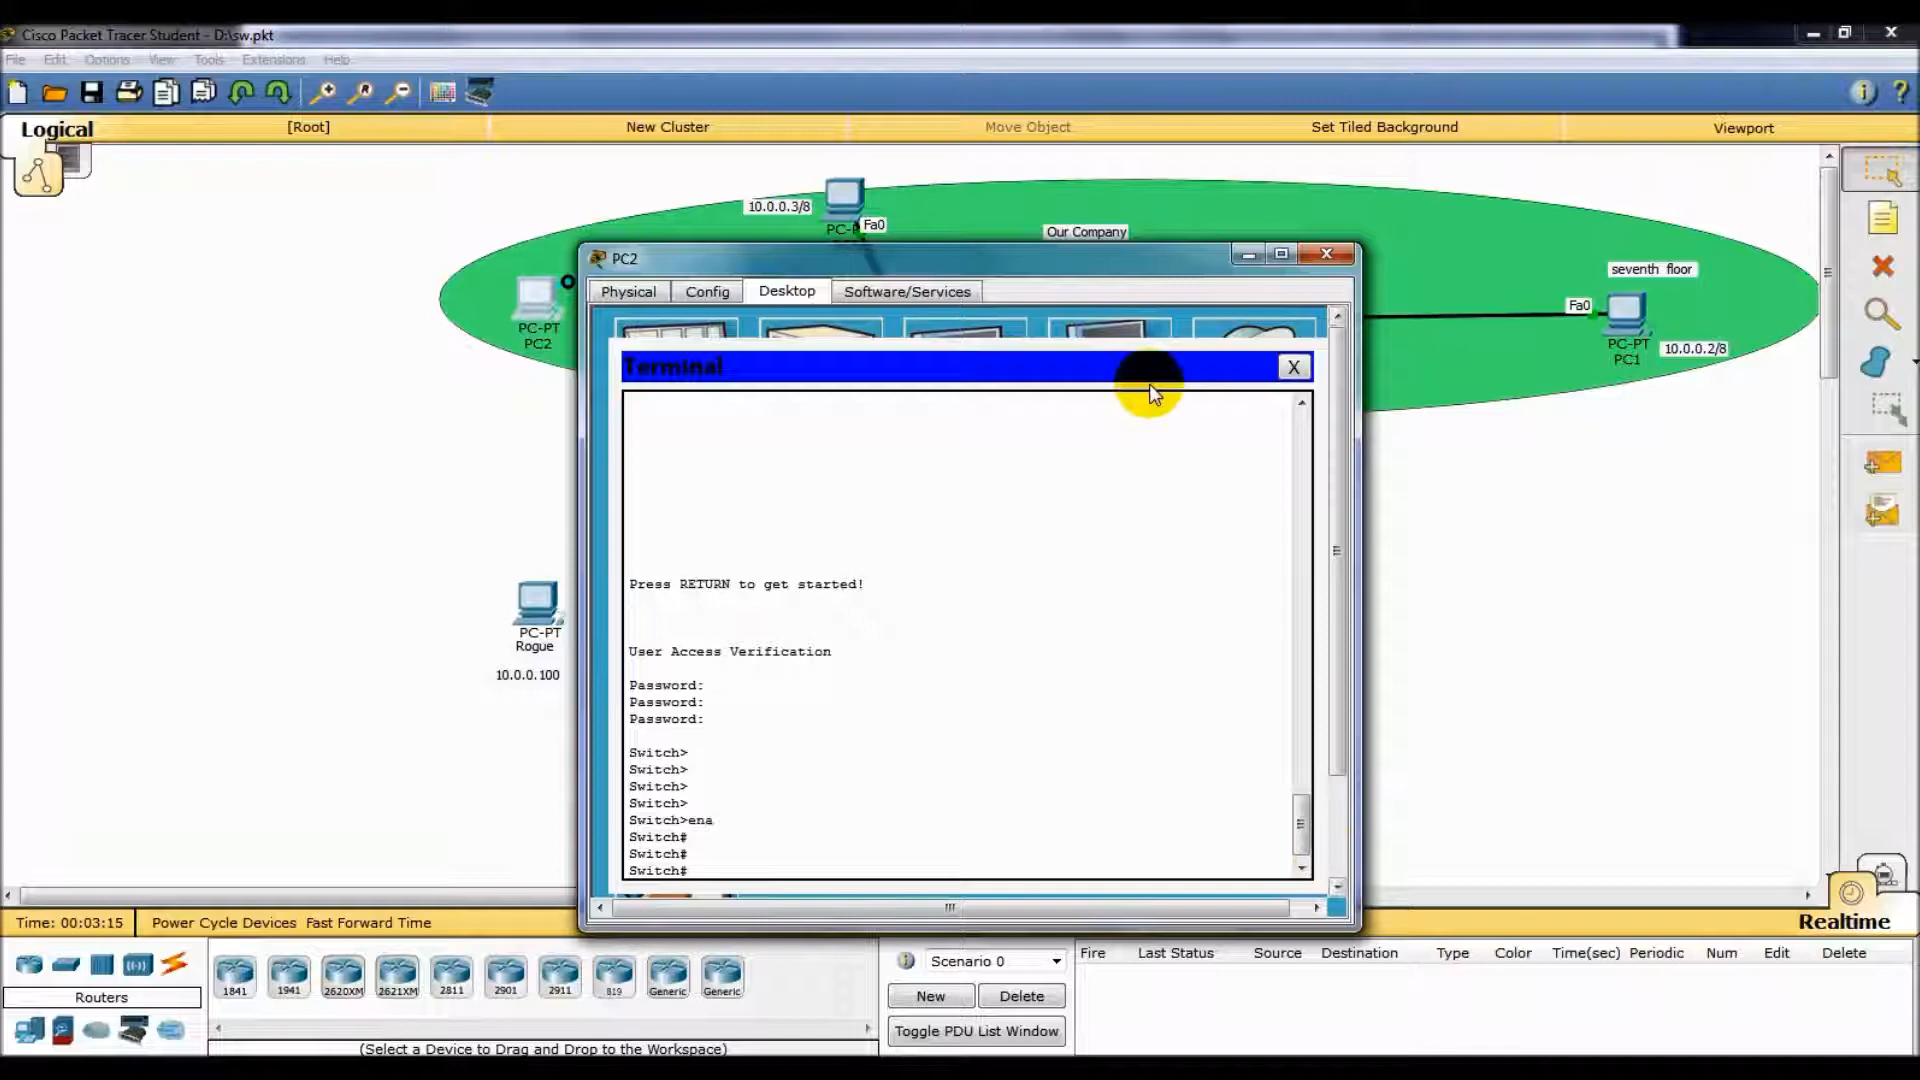 Cisco Packet Tracer Student - D:\sw.pkt
File Edit Options View Tools Extensions Help
Logical [Root] New Cluster Move Object Set Tiled Background Viewport
10.0.0.3/8
Fa0
Our Company
PC2
seventh floor
Physical Config Desktop Software/Services
Fa0
PC-PT
PC2
PC-PT
PC1
10.0.0.2/8
Terminal
X
Press RETURN to get started!
PC-PT
Rogue
10.0.0.100
User Access Verification
Password:
Password:
Password:
Switch>
Switch>
Switch>
Switch>
Switch>ena
Switch#
Switch#
Switch#
Time: 00:03:15 Power Cycle Devices Fast Forward Time
Realtime
Routers
1841 1941 2620XM 2621XM 2811 2901 2911 819 Generic Generic
(Select a Device to Drag and Drop to the Workspace)
Scenario 0
New Delete
Toggle PDU List Window
Fire Last Status Source Destination Type Color Time(sec) Periodic Num Edit Delete